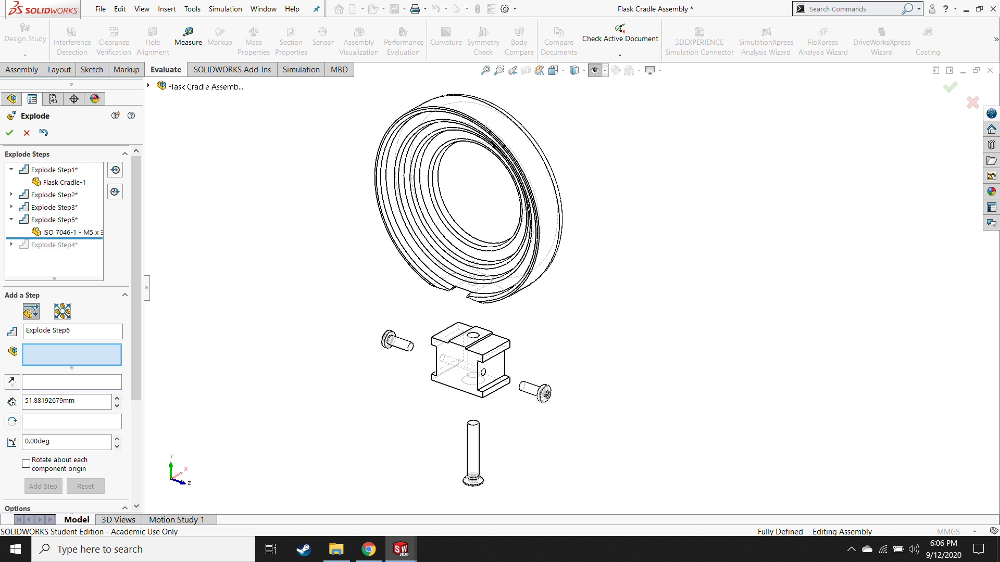 SOLIDWORKS
File Edit View Insert Tools Simulation Window Help
Flask Cradle Assembly *
Search Commands
Design Study
Interference Detection
Clearance Verification
Hole Alignment
Measure
Markup
Mass Properties
Section Properties
Sensor
Assembly Visualization
Performance Evaluation
Curvature
Symmetry Check
Body Compare
Compare Documents
Check Active Document
3DEXPERIENCE Simulation Connector
SimulationXpress Analysis Wizard
FloXpress Analysis Wizard
DriveWorksXpress Wizard
Costing
Assembly Layout Sketch Markup Evaluate SOLIDWORKS Add-Ins Simulation MBD
Flask Cradle Assemb...
Explode
Explode Steps
Explode Step1*
Flask Cradle-1
Explode Step2*
Explode Step3*
Explode Step5*
ISO 7046-1 - M5 x 3
Explode Step4*
Add a Step
Explode Step6
51.88192679mm
0.00deg
Rotate about each
component origin
Add Step Reset
Options
Y
X
Z
Model 3D Views Motion Study 1
SOLIDWORKS Student Edition - Academic Use Only
Fully Defined Editing Assembly MMGS
Type here to search
SW
2020
6:06 PM
9/12/2020